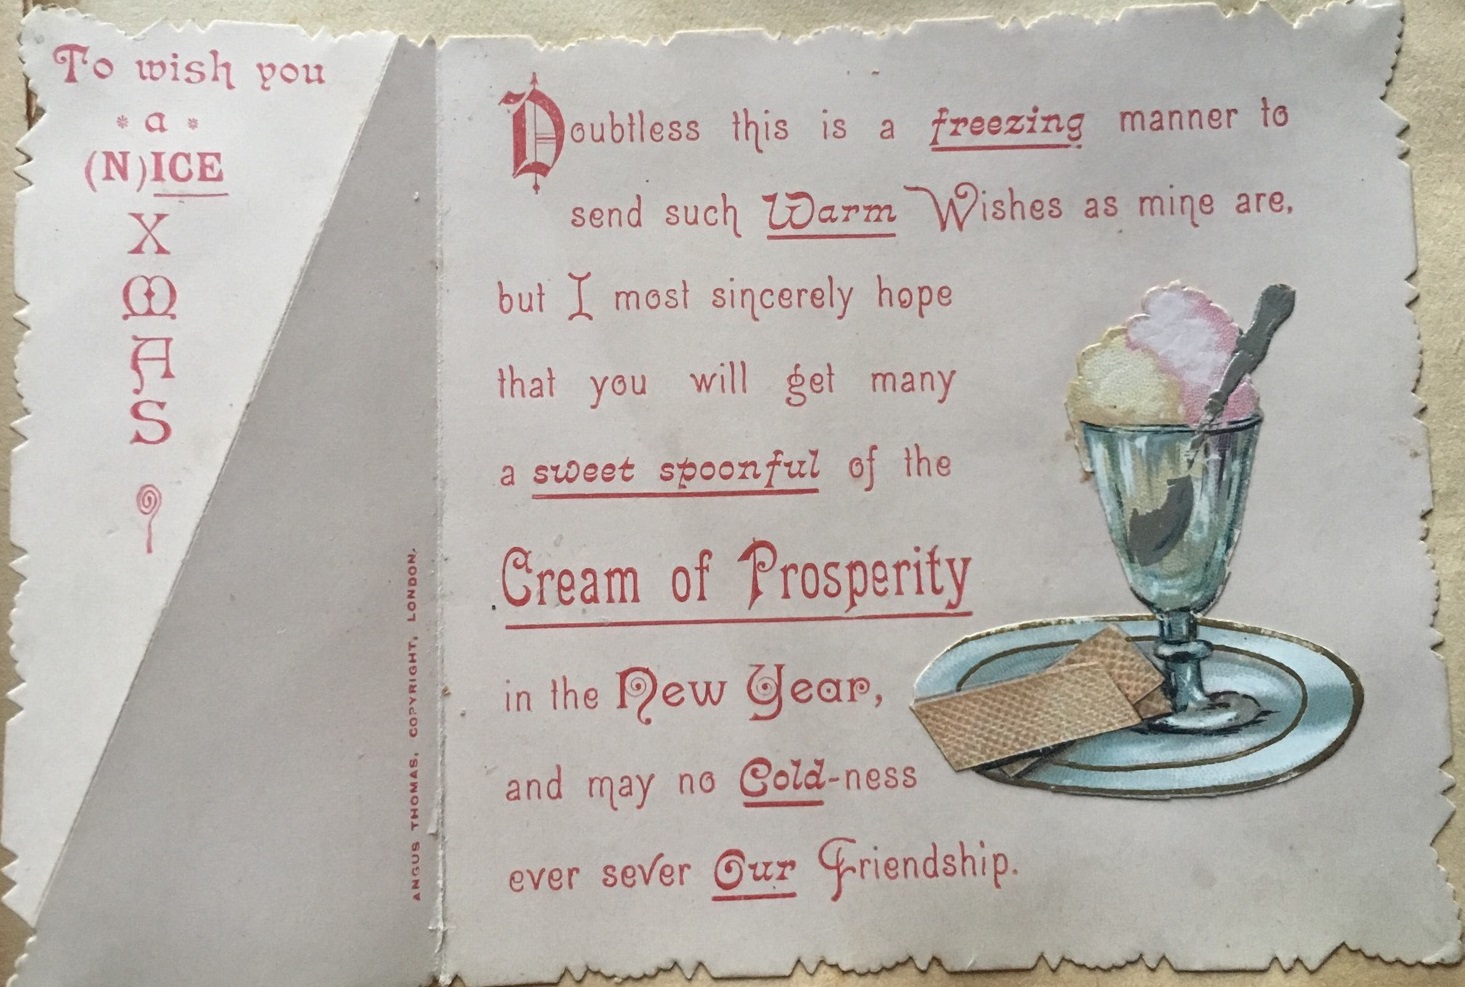 To wish you
* a *
(N)ICE
X
M
A
S
Doubtless this is a freezing manner to
send such Warm Wishes as mine are,
but I most sincerely hope
that you will get many
a sweet spoonful of the
Cream of Prosperity
in the New Year,
and may no Cold-ness
ever sever Our Friendship.
ANGUS THOMAS, COPYRIGHT, LONDON.